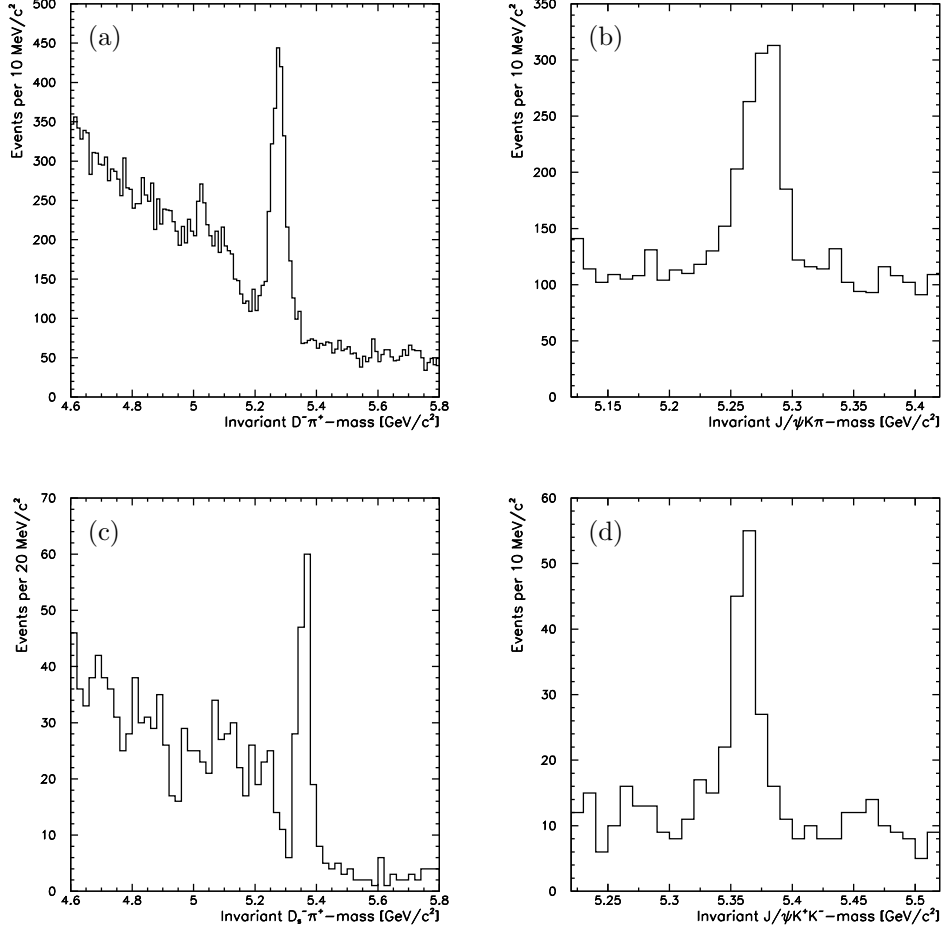 (a)
Events per 10 MeV/c²
500
450
400
350
300
250
200
150
100
50
0
4.6 4.8 5 5.2 5.4 5.6 5.8
Invariant D⁻π⁺−mass [GeV/c²]
(b)
Events per 10 MeV/c²
350
300
250
200
150
100
50
0
5.15 5.2 5.25 5.3 5.35 5.4
Invariant J/ψKπ−mass [GeV/c²]
(c)
Events per 20 MeV/c²
70
60
50
40
30
20
10
0
4.6 4.8 5 5.2 5.4 5.6 5.8
Invariant Dₛ⁻π⁺−mass [GeV/c²]
(d)
Events per 10 MeV/c²
60
50
40
30
20
10
0
5.25 5.3 5.35 5.4 5.45 5.5
Invariant J/ψK⁺K⁻−mass [GeV/c²]